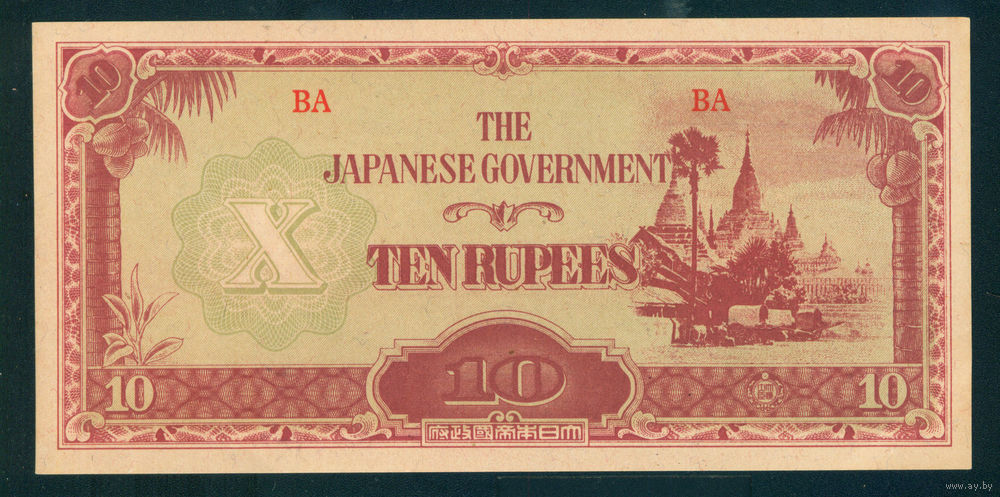 10 10
BA BA
THE
JAPANESE GOVERNMENT
X
TEN RUPEES
10 10 10
大日本帝國政府
www.ay.by